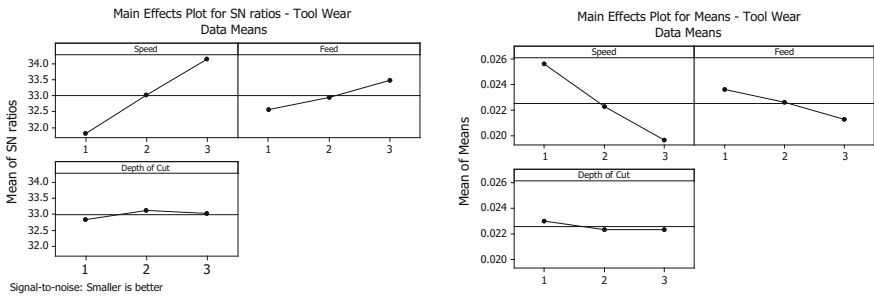 Main Effects Plot for SN ratios - Tool Wear
Data Means
Speed
Feed
34.0
33.5
33.0
32.5
32.0
1
2
3
1
2
3
Depth of Cut
34.0
33.5
33.0
32.5
32.0
1
2
3
Mean of SN ratios
Signal-to-noise: Smaller is better
Main Effects Plot for Means - Tool Wear
Data Means
Speed
Feed
0.026
0.024
0.022
0.020
1
2
3
1
2
3
Depth of Cut
0.026
0.024
0.022
0.020
1
2
3
Mean of Means